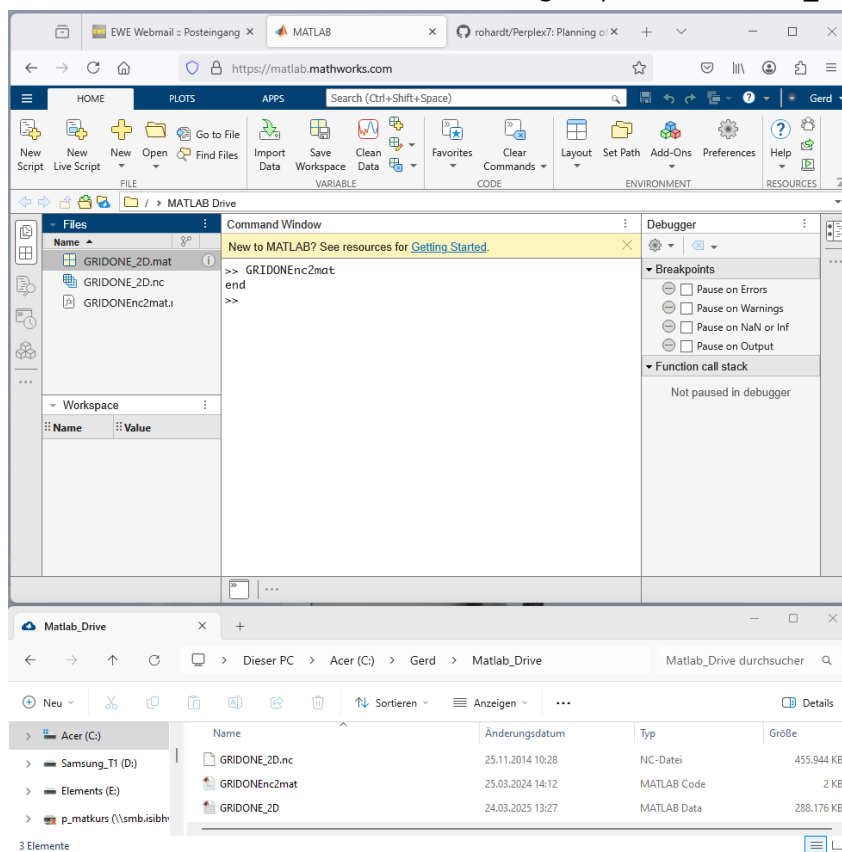 EWE Webmail :: Posteingang
MATLAB
rohardt/Perplex7: Planning of
https://matlab.mathworks.com
HOME
PLOTS
APPS
Search (Ctrl+Shift+Space)
Gerd
New Script
New Live Script
New
Open
Go to File
Find Files
Import Data
Save Workspace
Clean Data
Favorites
Clear Commands
Layout
Set Path
Add-Ons
Preferences
Help
FILE
VARIABLE
CODE
ENVIRONMENT
RESOURCES
/ > MATLAB Drive
Files
Name
GRIDONE_2D.mat
GRIDONE_2D.nc
GRIDONEnc2mat.
Workspace
Name Value
Command Window
New to MATLAB? See resources for Getting Started.
>> GRIDONEnc2mat
end
>>
Debugger
Breakpoints
Pause on Errors
Pause on Warnings
Pause on NaN or Inf
Pause on Output
Function call stack
Not paused in debugger
Matlab_Drive
Dieser PC > Acer (C:) > Gerd > Matlab_Drive
Matlab_Drive durchsucher
Neu
Sortieren
Anzeigen
Details
Acer (C:)
Samsung_T1 (D:)
Elements (E:)
p_matkurs (\\smb.isibhv
Name Änderungsdatum Typ Größe
GRIDONE_2D.nc 25.11.2014 10:28 NC-Datei 455.944 KB
GRIDONEnc2mat 25.03.2024 14:12 MATLAB Code 2 KB
GRIDONE_2D 24.03.2025 13:27 MATLAB Data 288.176 KB
3 Elemente